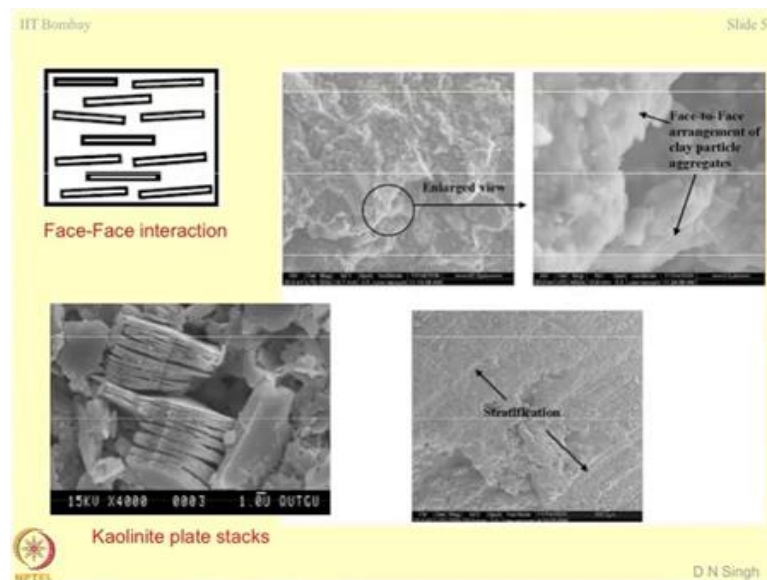 IIT Bombay
Slide 5
Face-to-Face
arrangement of
clay particle
aggregates
Enlarged view
Face-Face interaction
Stratification
15KV X4000 0003 1.0U OUTGU
Kaolinite plate stacks
NPTEL
D N Singh